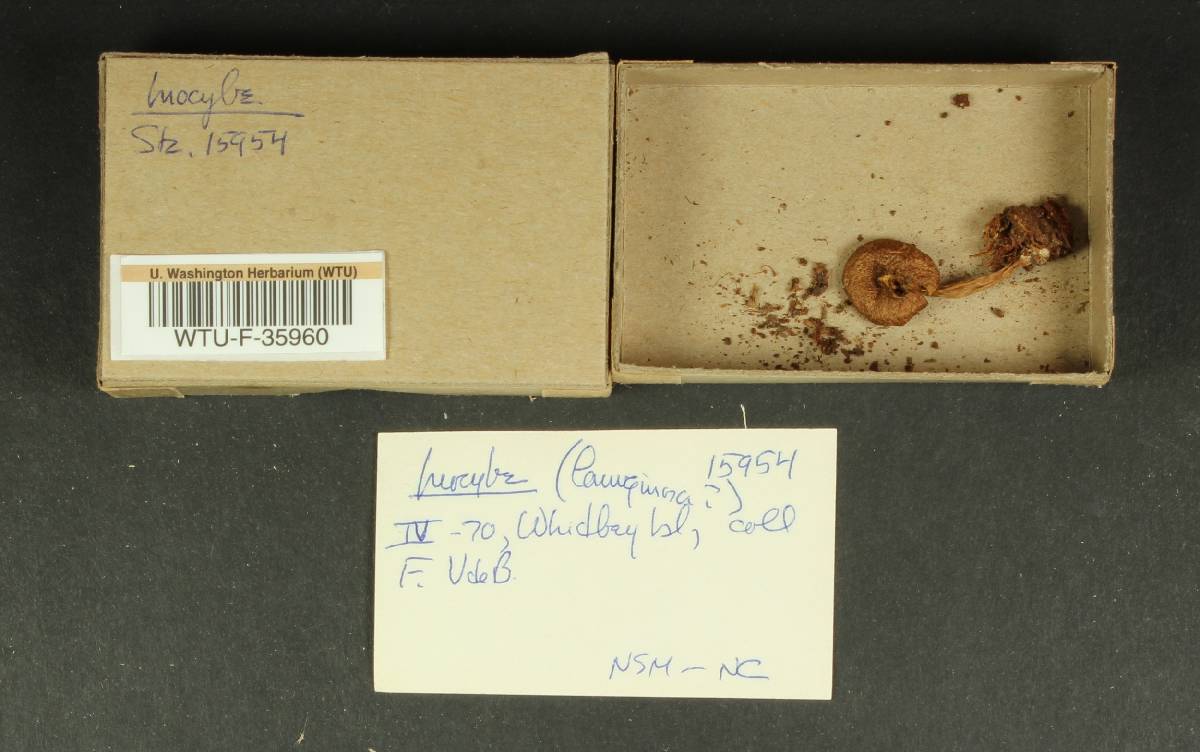 Inocybe
Stz. 15954
U. Washington Herbarium (WTU)
WTU-F-35960
Inocybe (lanuginosa?) 15954
IV-70, Whidbey Isl, coll
F. VdeB.
NSM - NC